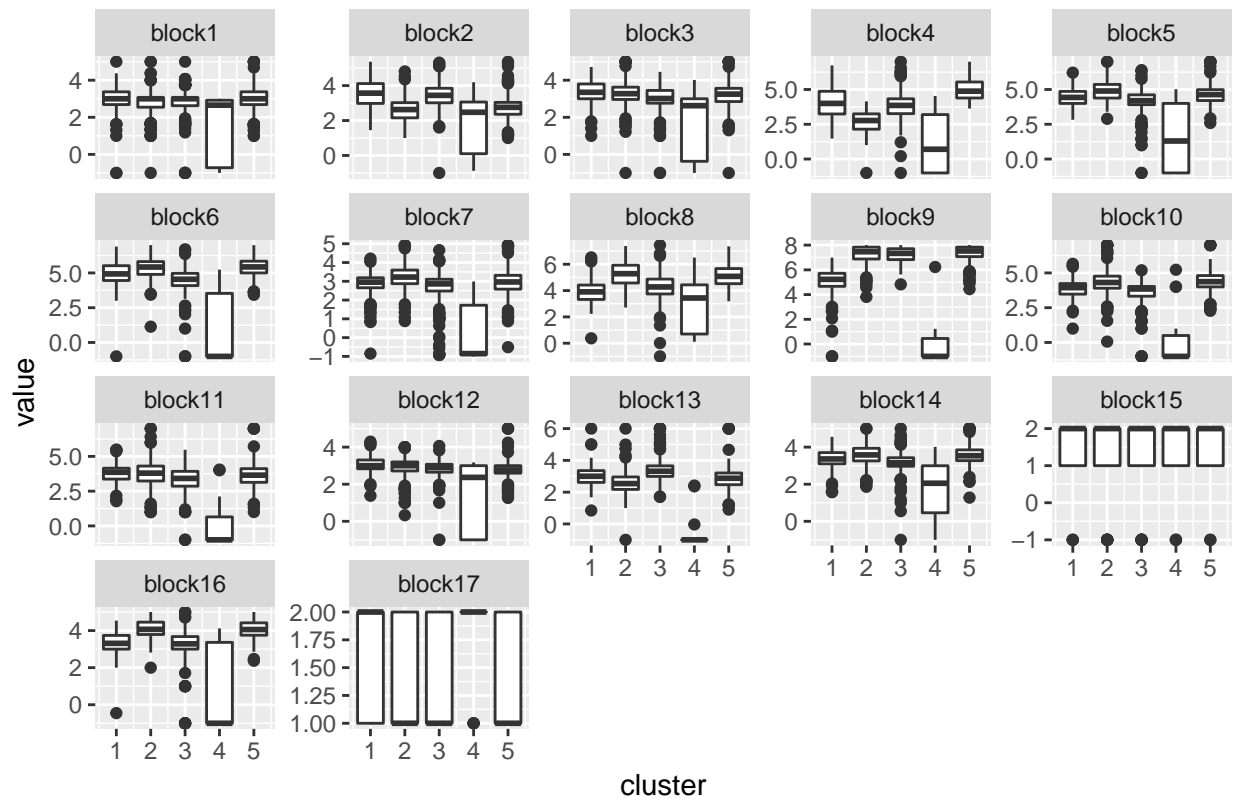 block1 block2 block3 block4 block5
4 4 4 5.0 5.0
2 2 2 2.5 2.5
0 0 0 0.0 0.0
block6 block7 block8 block9 block10
5.0 5 6 8 5.0
4
2.5 3 4 6 2.5
2 4
0.0 1 2 2 0.0
0 0 0
−1
value
block11 block12 block13 block14 block15
5.0 4 6 4 2
2.5 2 4 2 1
0.0 0 2 0 0
0 −1
1 2 3 4 5 1 2 3 4 5 1 2 3 4 5
block16 block17
4 2.00
1.75
2 1.50
0 1.25
1.00
1 2 3 4 5 1 2 3 4 5
cluster